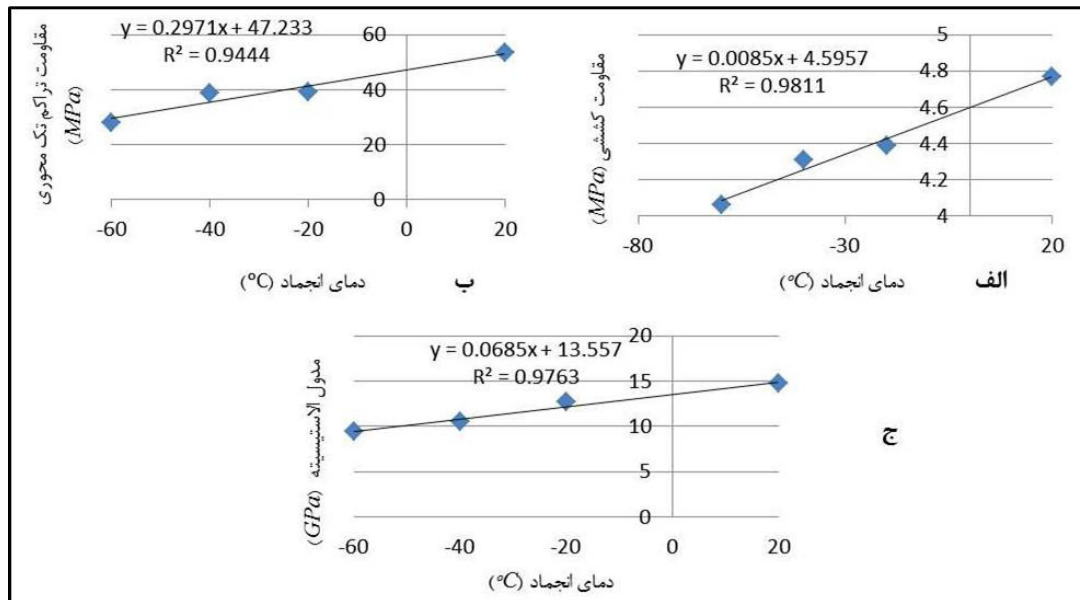 y = 0.2971x + 47.233
R² = 0.9444
مقاومت تراکم تک محوری
(MPa)
60
40
20
0
-60
-40
-20
0
20
دمای انجماد (°C)
ب
y = 0.0085x + 4.5957
R² = 0.9811
مقاومت کششی (MPa)
5
4.8
4.6
4.4
4.2
4
-80
-30
20
دمای انجماد (°C)
الف
y = 0.0685x + 13.557
R² = 0.9763
مدول الاستیسیته (GPa)
20
15
10
5
0
-60
-40
-20
0
20
دمای انجماد (°C)
ج